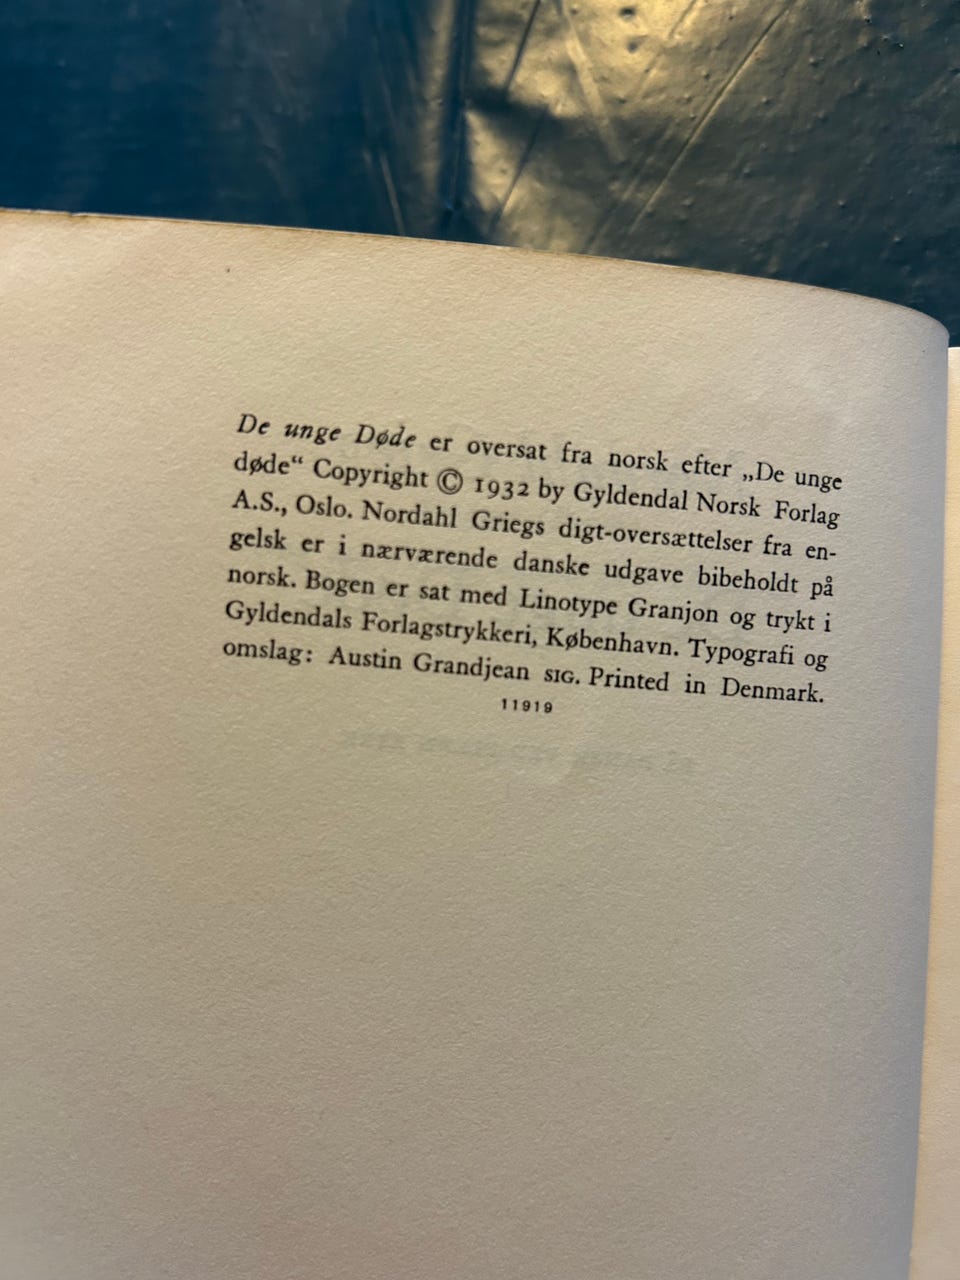 De unge Døde er oversat fra norsk efter „De unge
døde“ Copyright © 1932 by Gyldendal Norsk Forlag
A.S., Oslo. Nordahl Griegs digt-oversættelser fra en-
gelsk er i nærværende danske udgave bibeholdt på
norsk. Bogen er sat med Linotype Granjon og trykt i
Gyldendals Forlagstrykkeri, København. Typografi og
omslag: Austin Grandjean SIG. Printed in Denmark.
11919